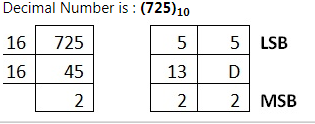 Decimal Number is : (725)₁₀
16 725 5 5 LSB
16 45 13 D
2 2 2 MSB